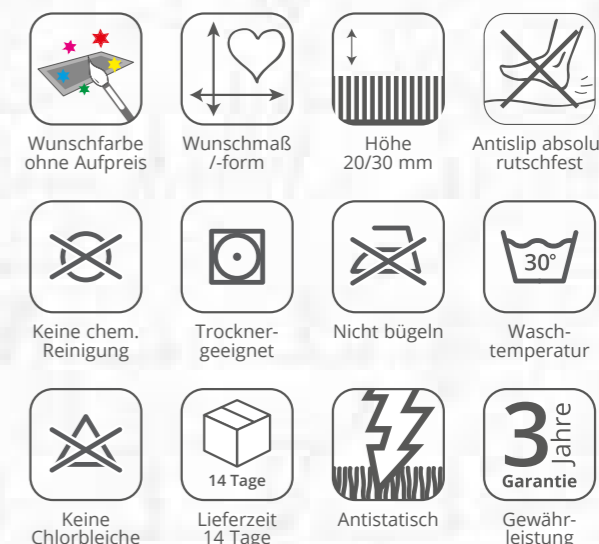 Wunschfarbe
ohne Aufpreis
Wunschmaß
/-form
Höhe
20/30 mm
Antislip absolu
rutschfest
30°
Keine chem.
Reinigung
Trockner-
geeignet
Nicht bügeln
Wasch-
temperatur
14 Tage
3 Jahre
Garantie
Keine
Chlorbleiche
Lieferzeit
14 Tage
Antistatisch
Gewähr-
leistung